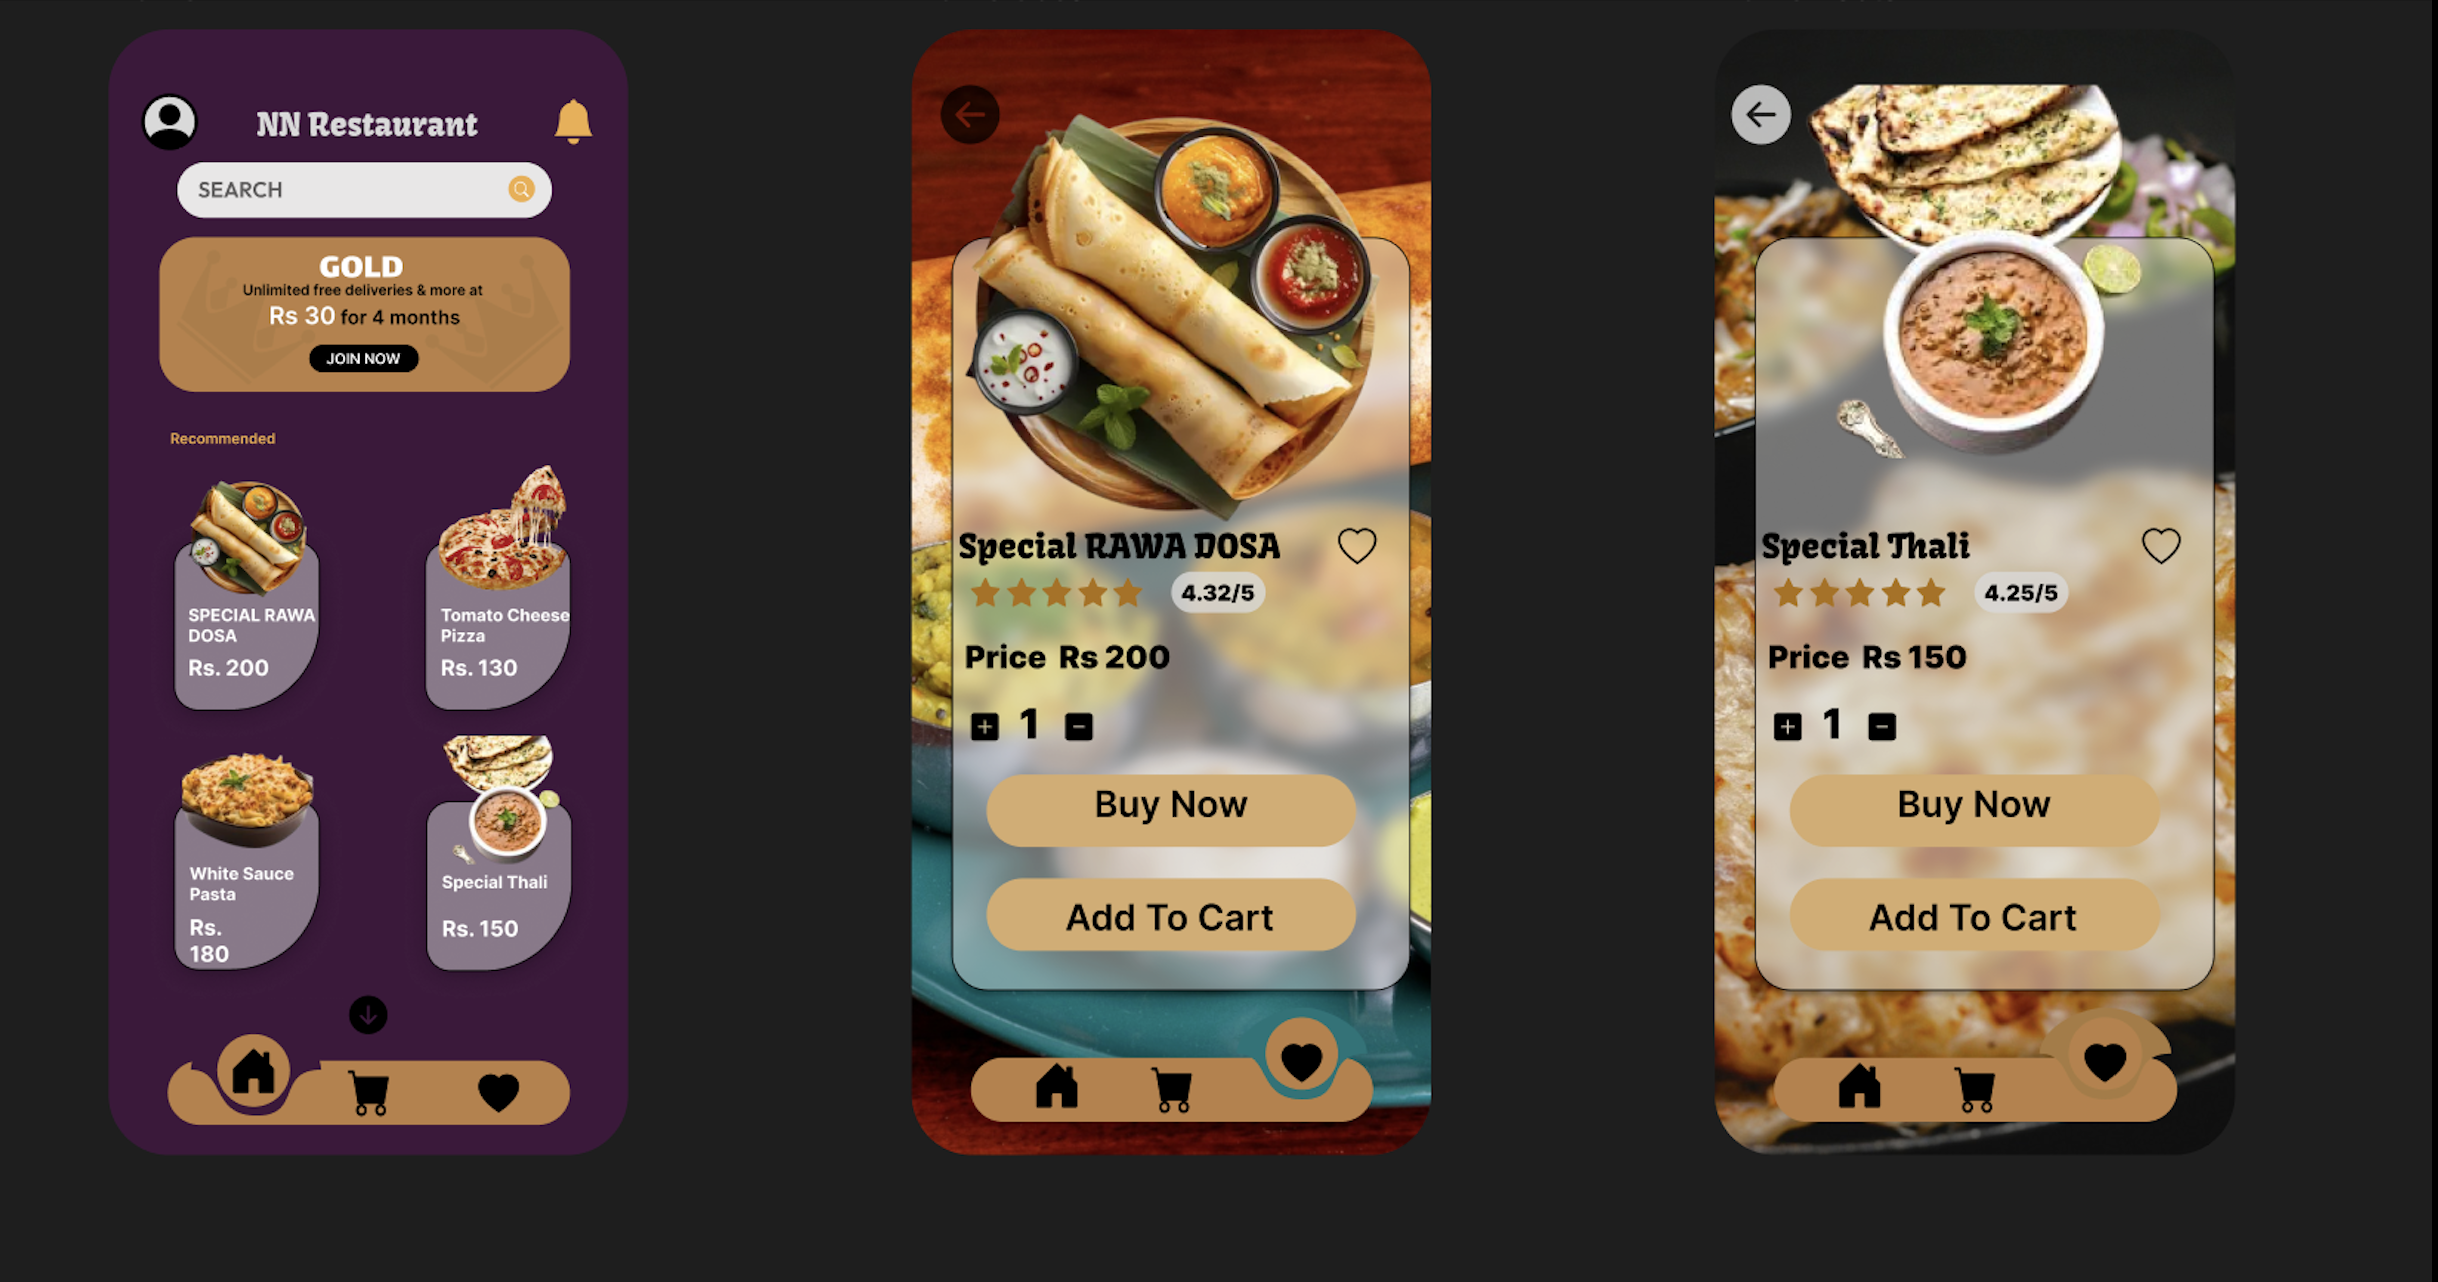 NN Restaurant
SEARCH
GOLD
Unlimited free deliveries & more at
Rs 30 for 4 months
JOIN NOW
Recommended
SPECIAL RAWA
DOSA
Rs. 200
Tomato Cheese
Pizza
Rs. 130
White Sauce
Pasta
Rs.
180
Special Thali
Rs. 150
Special RAWA DOSA
4.32/5
Price Rs 200
+ 1 -
Buy Now
Add To Cart
Special Thali
4.25/5
Price Rs 150
+ 1 -
Buy Now
Add To Cart